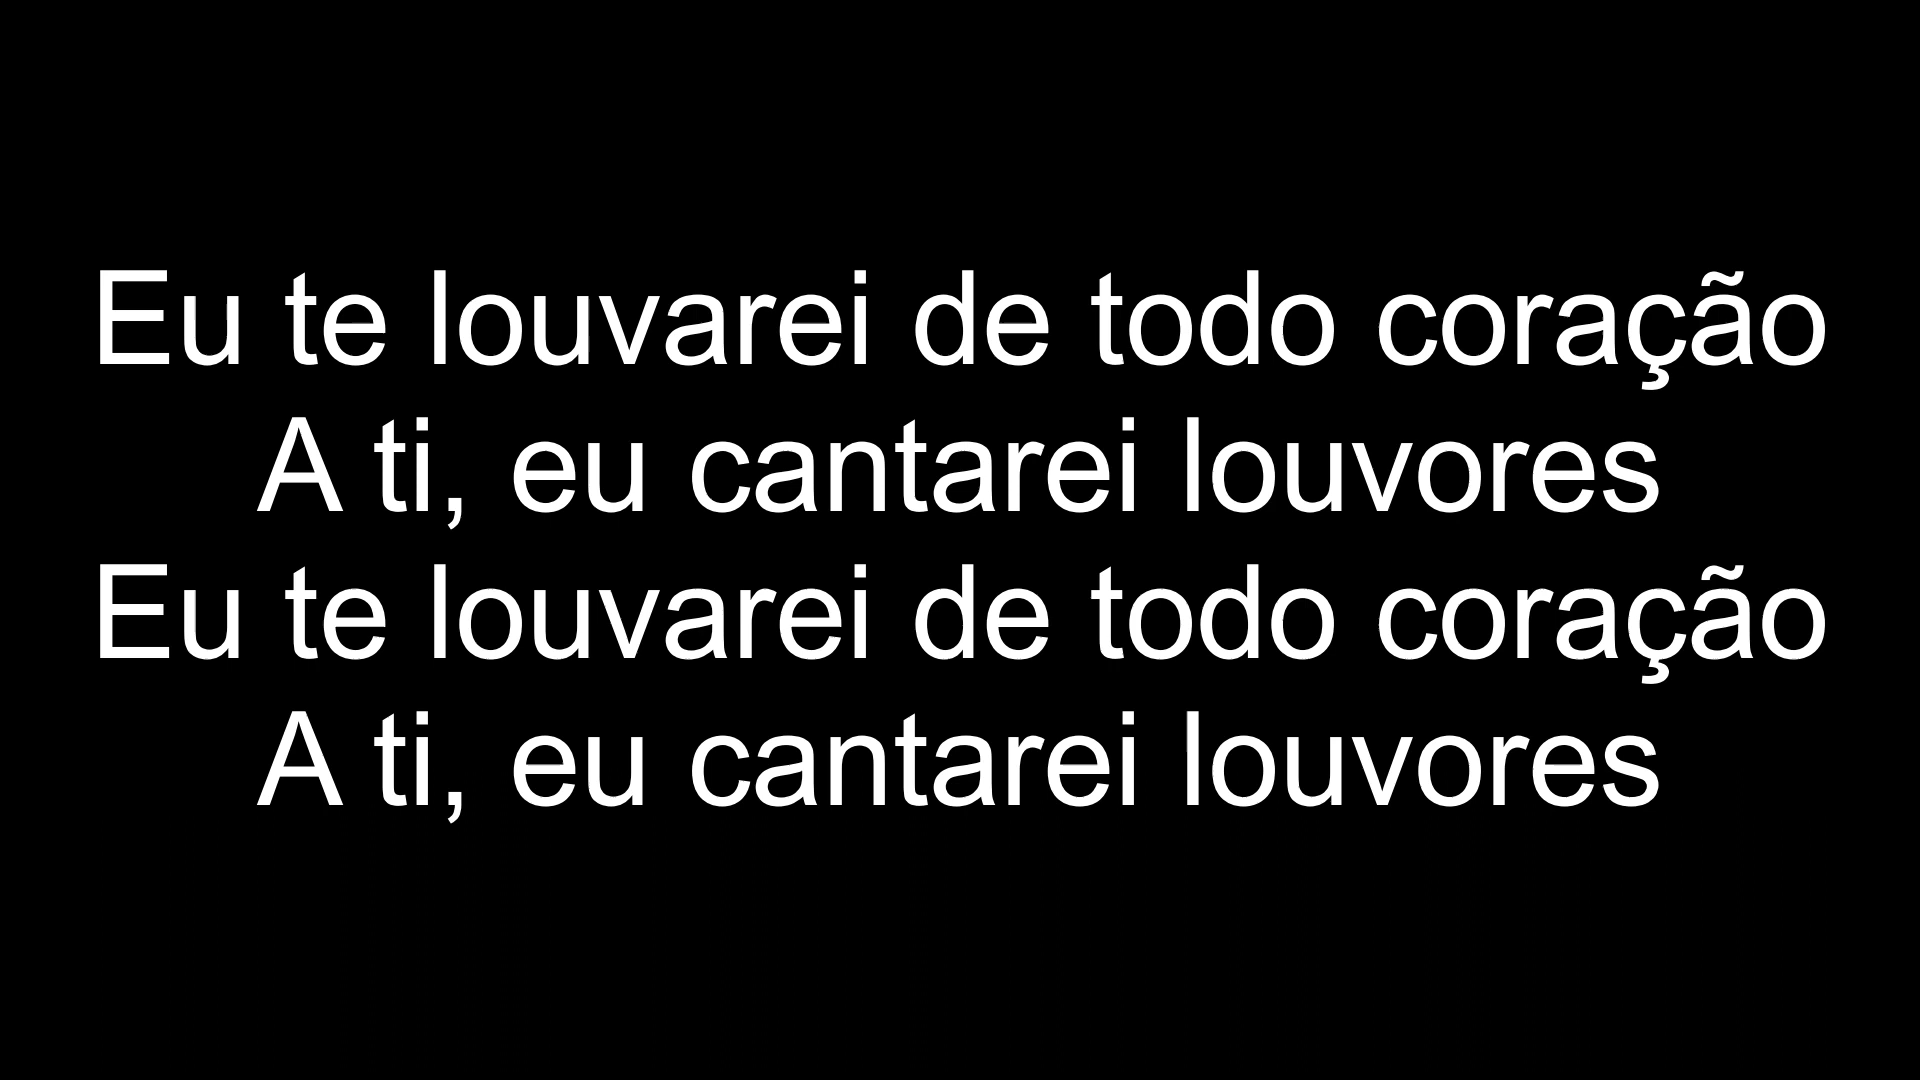 Eu te louvarei de todo coração
A ti, eu cantarei louvores
Eu te louvarei de todo coração
A ti, eu cantarei louvores